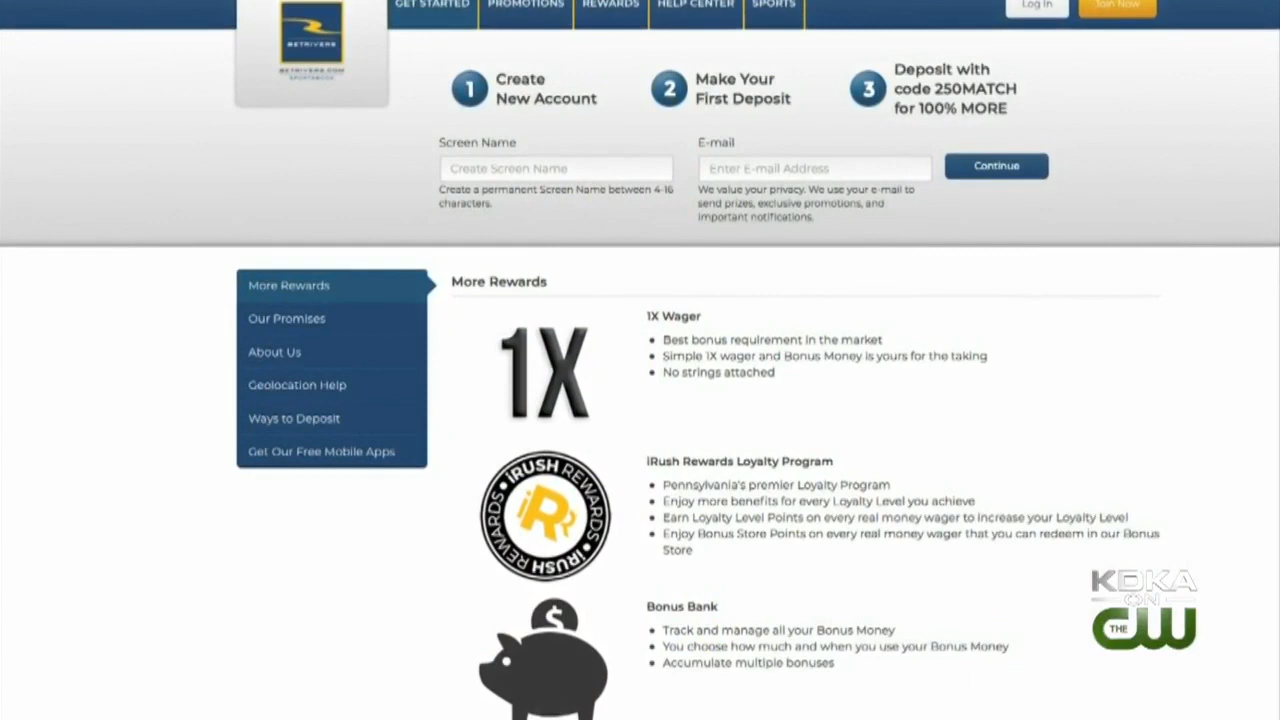 GET STARTED
PROMOTIONS
REWARDS
HELP CENTER
SPORTS
Log In
Join Now
BETRIVERS
BETRIVERS.COM
SPORTSBOOK
1
Create
New Account
2
Make Your
First Deposit
3
Deposit with
code 250MATCH
for 100% MORE
Screen Name
Create Screen Name
Create a permanent Screen Name between 4-16
characters.
E-mail
Enter E-mail Address
We value your privacy. We use your e-mail to
send prizes, exclusive promotions, and
important notifications.
Continue
More Rewards
Our Promises
About Us
Geolocation Help
Ways to Deposit
Get Our Free Mobile Apps
More Rewards
1X
1X Wager
Best bonus requirement in the market
Simple 1X wager and Bonus Money is yours for the taking
No strings attached
iRUSH REWARDS
iRUSH REWARDS
iR
iRush Rewards Loyalty Program
Pennsylvania's premier Loyalty Program
Enjoy more benefits for every Loyalty Level you achieve
Earn Loyalty Level Points on every real money wager to increase your Loyalty Level
Enjoy Bonus Store Points on every real money wager that you can redeem in our Bonus
Store
$
Bonus Bank
Track and manage all your Bonus Money
You choose how much and when you use your Bonus Money
Accumulate multiple bonuses
KDKA
ON
THE CW